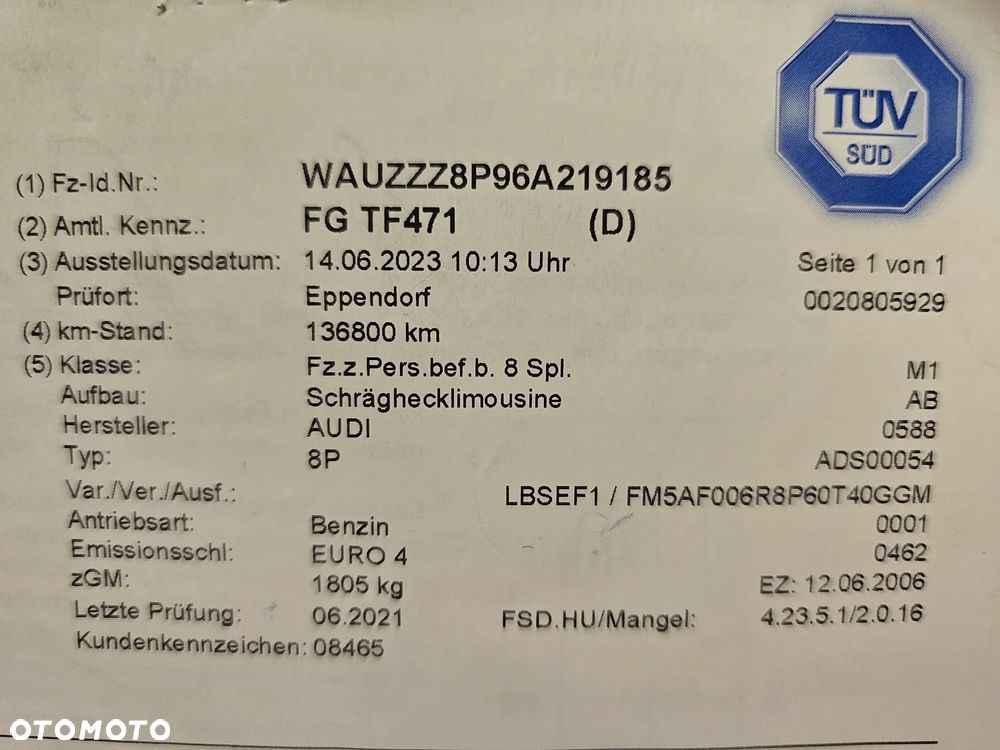 TÜV
SÜD
(1) Fz-Id.Nr.: WAUZZZ8P96A219185
(2) Amtl. Kennz.: FG TF471 (D)
(3) Ausstellungsdatum: 14.06.2023 10:13 Uhr Seite 1 von 1
Prüfort: Eppendorf 0020805929
(4) km-Stand: 136800 km
(5) Klasse: Fz.z.Pers.bef.b. 8 Spl. M1
Aufbau: Schräghecklimousine AB
Hersteller: AUDI 0588
Typ: 8P ADS00054
Var./Ver./Ausf.: LBSEF1 / FM5AF006R8P60T40GGM
Antriebsart: Benzin 0001
Emissionsschl: EURO 4 0462
zGM: 1805 kg EZ: 12.06.2006
Letzte Prüfung: 06.2021 FSD.HU/Mangel: 4.23.5.1/2.0.16
Kundenkennzeichen: 08465
OTOMOTO